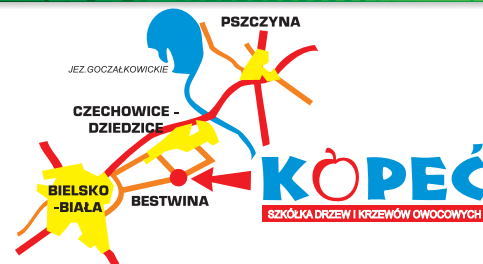 PSZCZYNA
JEZ.GOCZAŁKOWICKIE
CZECHOWICE -
DZIEDZICE
BIELSKO
-BIAŁA
BESTWINA
KOPEĆ
SZKÓŁKA DRZEW I KRZEWÓW OWOCOWYCH